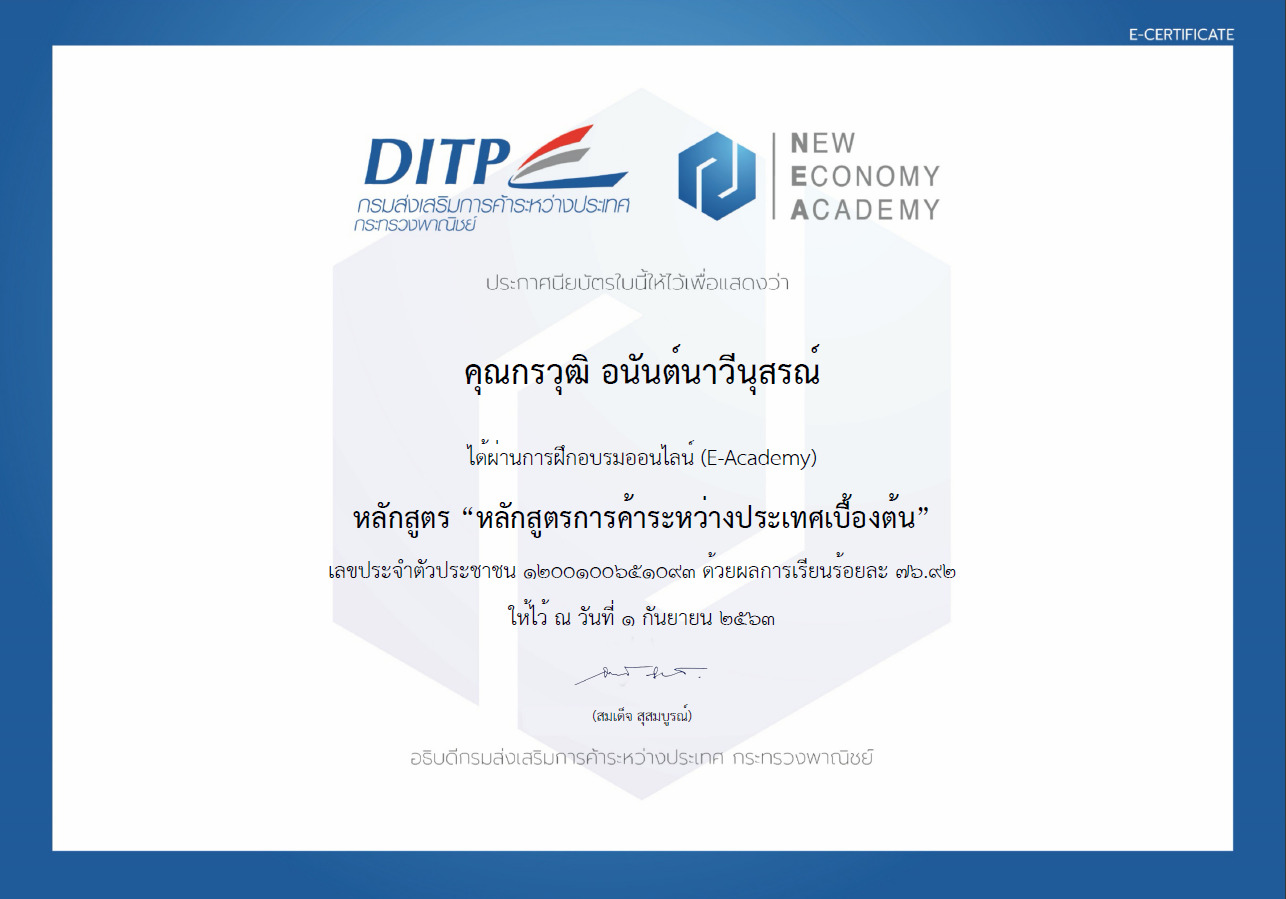 E-CERTIFICATE
DITP
กรมส่งเสริมการค้าระหว่างประเทศ
กระทรวงพาณิชย์
NEW
ECONOMY
ACADEMY
ประกาศนียบัตรใบนี้ให้ไว้เพื่อแสดงว่า
คุณกรวุฒิ อนันต์นาวีนุสรณ์
ได้ผ่านการฝึกอบรมออนไลน์ (E-Academy)
หลักสูตร “หลักสูตรการค้าระหว่างประเทศเบื้องต้น”
เลขประจำตัวประชาชน ๑๒๐๐๑๐๐๖๕๑๐๙๓ ด้วยผลการเรียนร้อยละ ๗๖.๙๒
ให้ไว้ ณ วันที่ ๑ กันยายน ๒๕๖๓
(สมเด็จ สุสมบูรณ์)
อธิบดีกรมส่งเสริมการค้าระหว่างประเทศ กระทรวงพาณิชย์